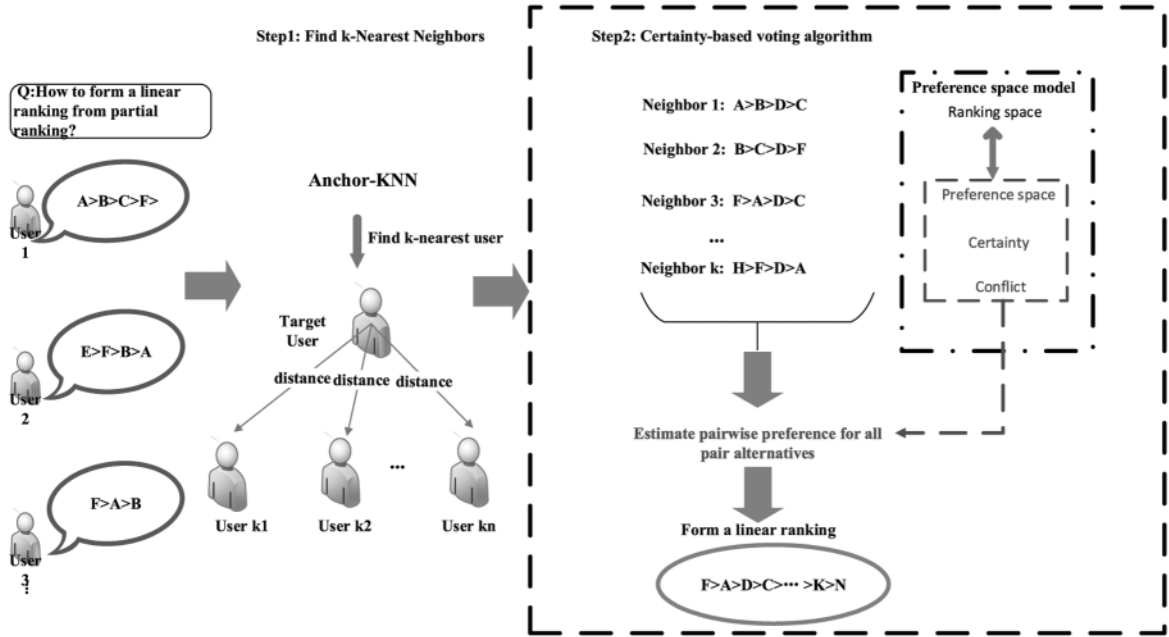 Step1: Find k-Nearest Neighbors
Q:How to form a linear
ranking from partial
ranking?
A>B>C>F>
User
1
E>F>B>A
User
2
F>A>B
User
3
...
Anchor-KNN
Find k-nearest user
Target
User
distance
distance
distance
...
User k1
User k2
User kn
Step2: Certainty-based voting algorithm
Neighbor 1: A>B>D>C
Neighbor 2: B>C>D>F
Neighbor 3: F>A>D>C
...
Neighbor k: H>F>D>A
Preference space model
Ranking space
Preference space
Certainty
Conflict
Estimate pairwise preference for all
pair alternatives
Form a linear ranking
F>A>D>C>··· >K>N